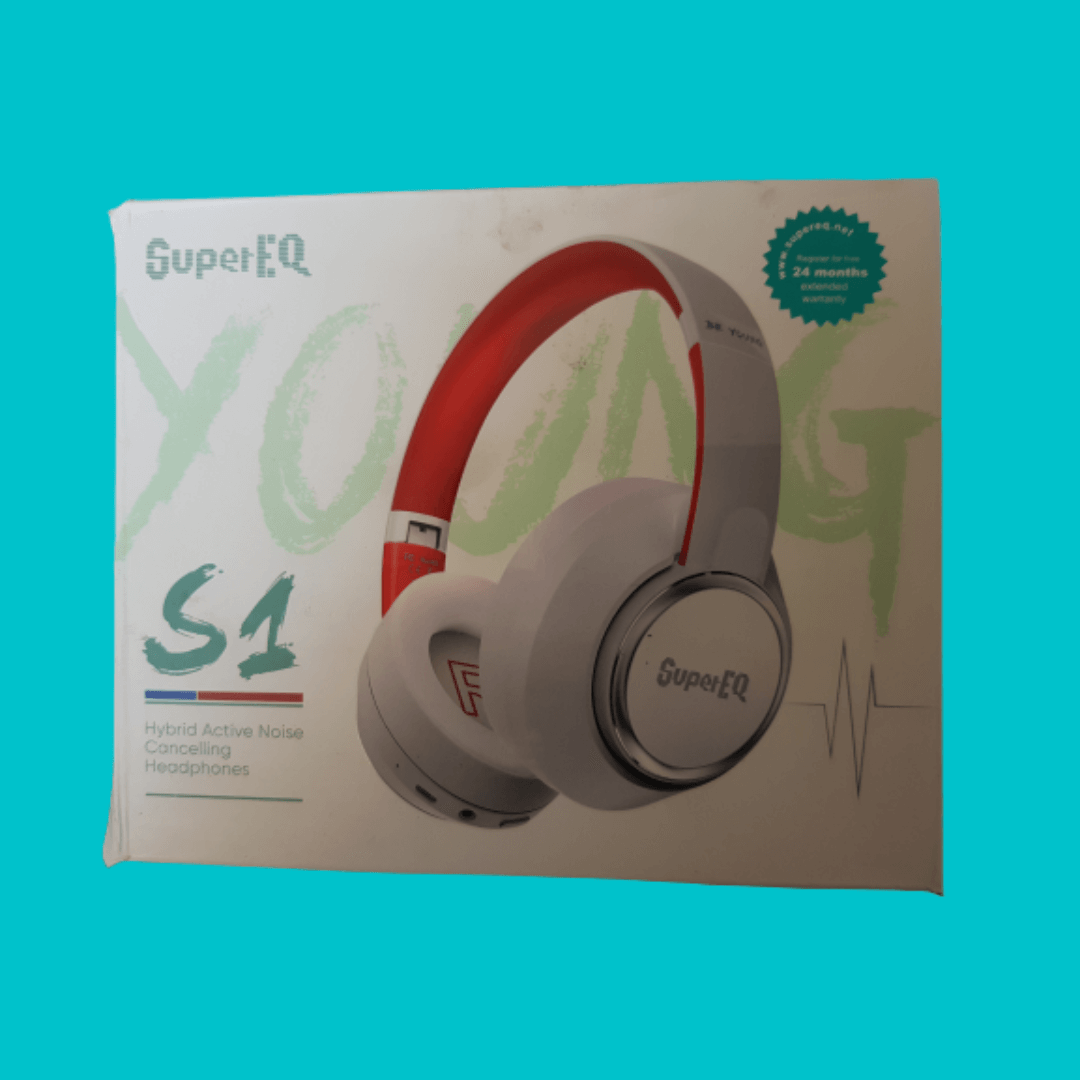 SuperEQ
www.supereq.net
Register for free
24 months
extended
warranty
YOUNG
BE YOUNG
S1
Hybrid Active Noise
Cancelling
Headphones
R
SuperEQ